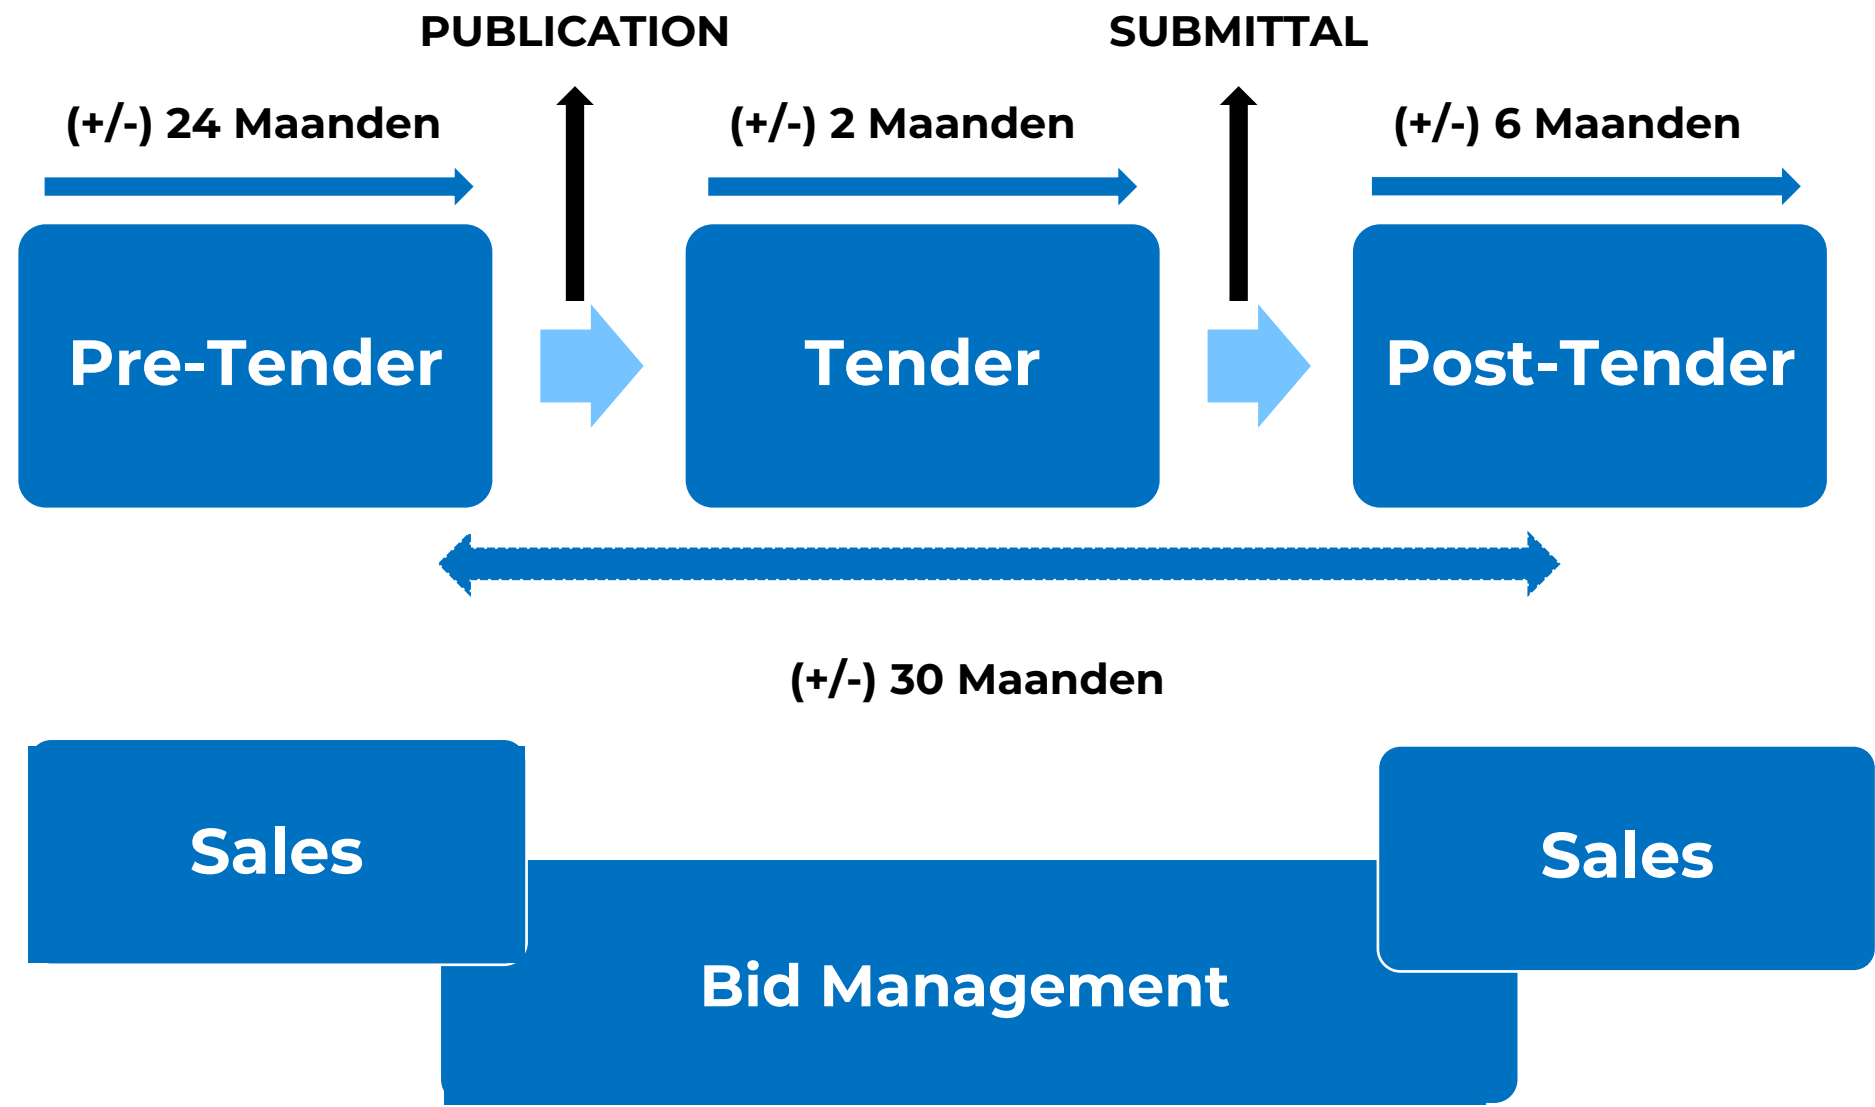 PUBLICATION
SUBMITTAL
(+/-) 24 Maanden
(+/-) 2 Maanden
(+/-) 6 Maanden
Pre-Tender
Tender
Post-Tender
(+/-) 30 Maanden
Sales
Sales
Bid Management